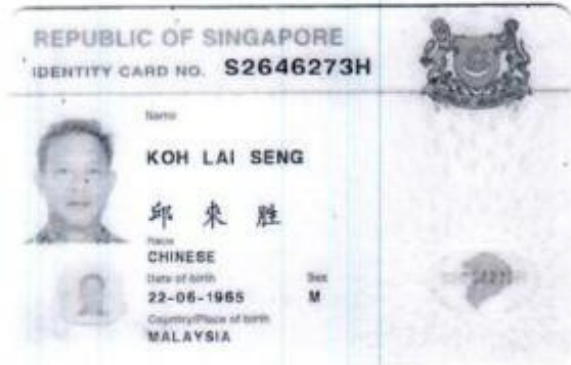 REPUBLIC OF SINGAPORE
IDENTITY CARD NO. S2646273H
Name
KOH LAI SENG
邱來胜
Race
CHINESE
Date of birth Sex
22-06-1965 M
Country/Place of birth
MALAYSIA